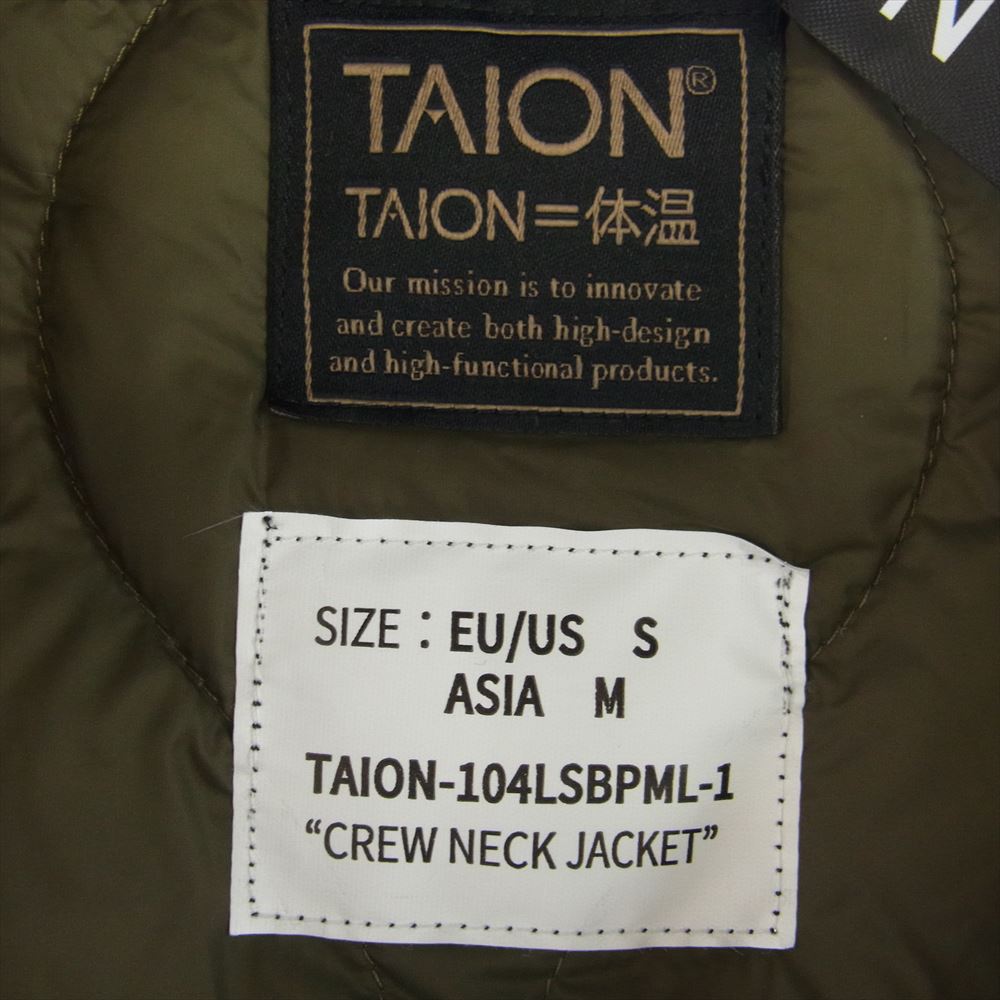 TAION®
TAION=体温
Our mission is to innovate
and create both high-design
and high-functional products.
SIZE : EU/US S
ASIA M
TAION-104LSBPML-1
“CREW NECK JACKET”